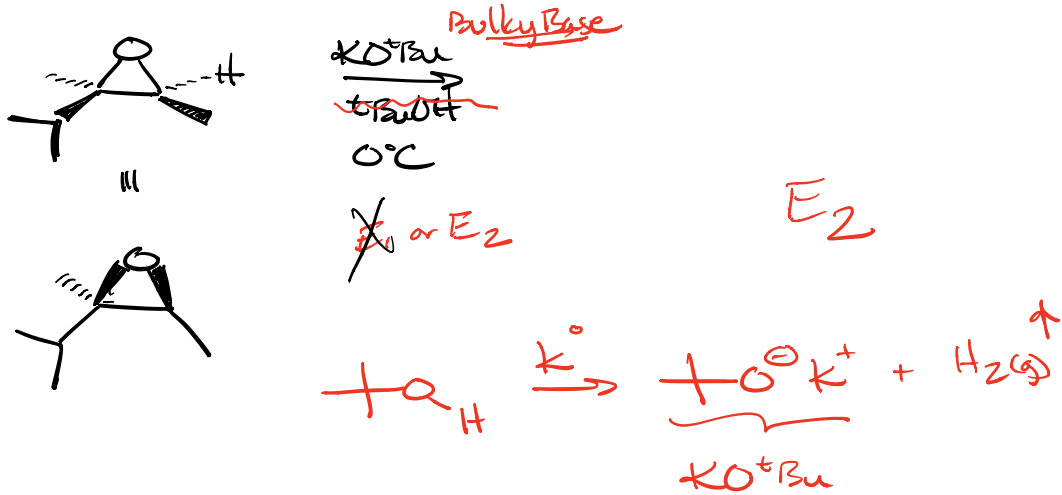 Bulky Base
O
H
KOᵗBu
ᵗBuOH
0°C
≡
E₁ or E₂
E₂
O
O
H
K°
O⊖ K⁺ + H₂(g)↑
KOᵗBu